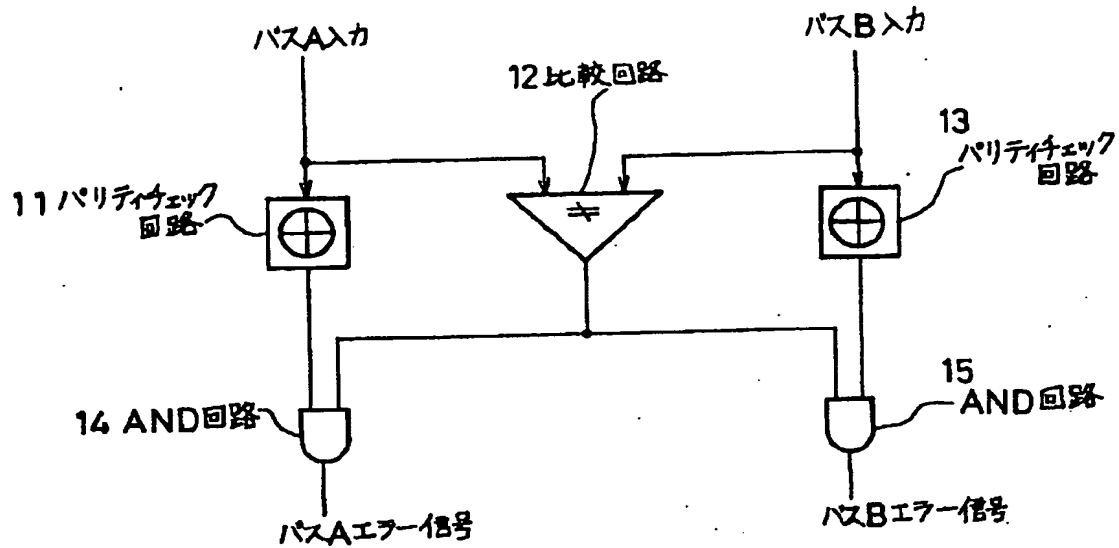 パスA入力
パスB入力
12比較回路
13
パリティチェック
回路
11パリティチェック
回路
≠
14 AND回路
15
AND回路
パスAエラー信号
パスBエラー信号